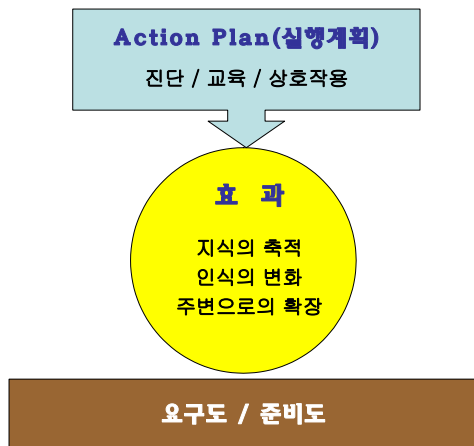 Action Plan(실행계획)
진단 / 교육 / 상호작용
효 과
지식의 축적
인식의 변화
주변으로의 확장
요구도 / 준비도